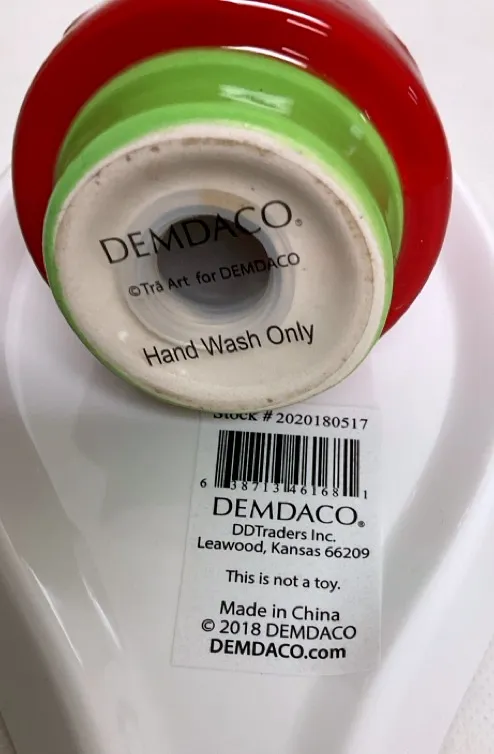 DEMDACO®
©Trä Art for DEMDACO
Hand Wash Only
Stock # 2020180517
6 38713 46168 1
DEMDACO®
DDTraders Inc.
Leawood, Kansas 66209
This is not a toy.
Made in China
© 2018 DEMDACO
DEMDACO.com